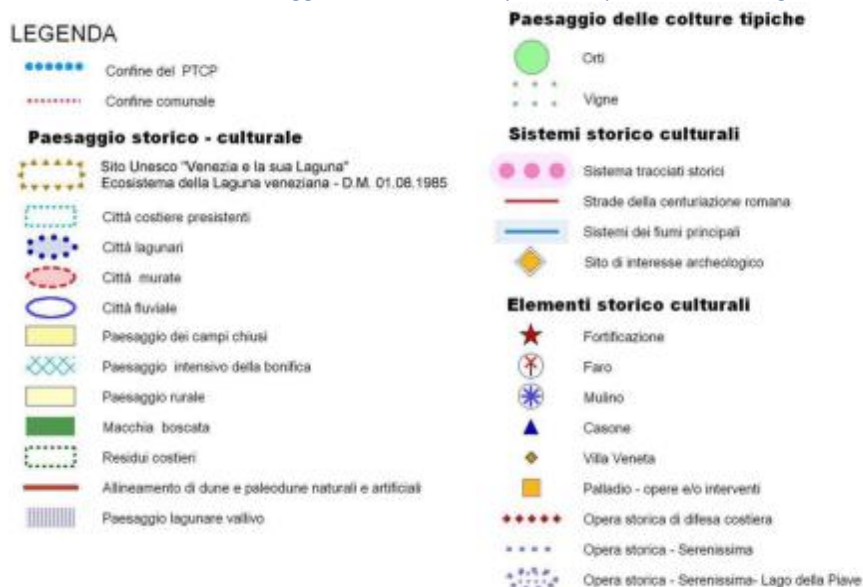 LEGENDA
Confine del PTCP
Confine comunale
Paesaggio storico - culturale
Sito Unesco "Venezia e la sua Laguna"
Ecosistema della Laguna veneziana - D.M. 01.08.1985
Città costiere presistenti
Città lagunari
Città murate
Città fluviale
Paesaggio dei campi chiusi
Paesaggio intensivo della bonifica
Paesaggio rurale
Macchia boscata
Residui costieri
Allineamento di dune e paleodune naturali e artificiali
Paesaggio lagunare vallivo
Paesaggio delle colture tipiche
Orti
Vigne
Sistemi storico culturali
Sistema tracciati storici
Strade della centuriazione romana
Sistemi dei fiumi principali
Sito di interesse archeologico
Elementi storico culturali
Fortificazione
Faro
Mulino
Casone
Villa Veneta
Palladio - opere e/o interventi
Opera storica di difesa costiera
Opera storica - Serenissima
Opera storica - Serenissima- Lago della Piave